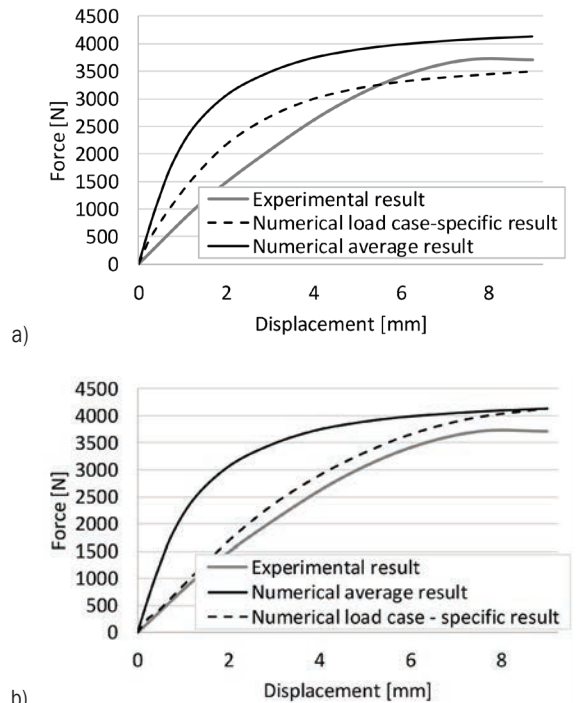 4500
4000
3500
3000
2500
2000
1500
1000
500
0
Force [N]
Experimental result
Numerical load case-specific result
Numerical average result
0 2 4 6 8
Displacement [mm]
a)
4500
4000
3500
3000
2500
2000
1500
1000
500
0
Force [N]
Experimental result
Numerical average result
Numerical load case - specific result
0 2 4 6 8
Displacement [mm]
b)